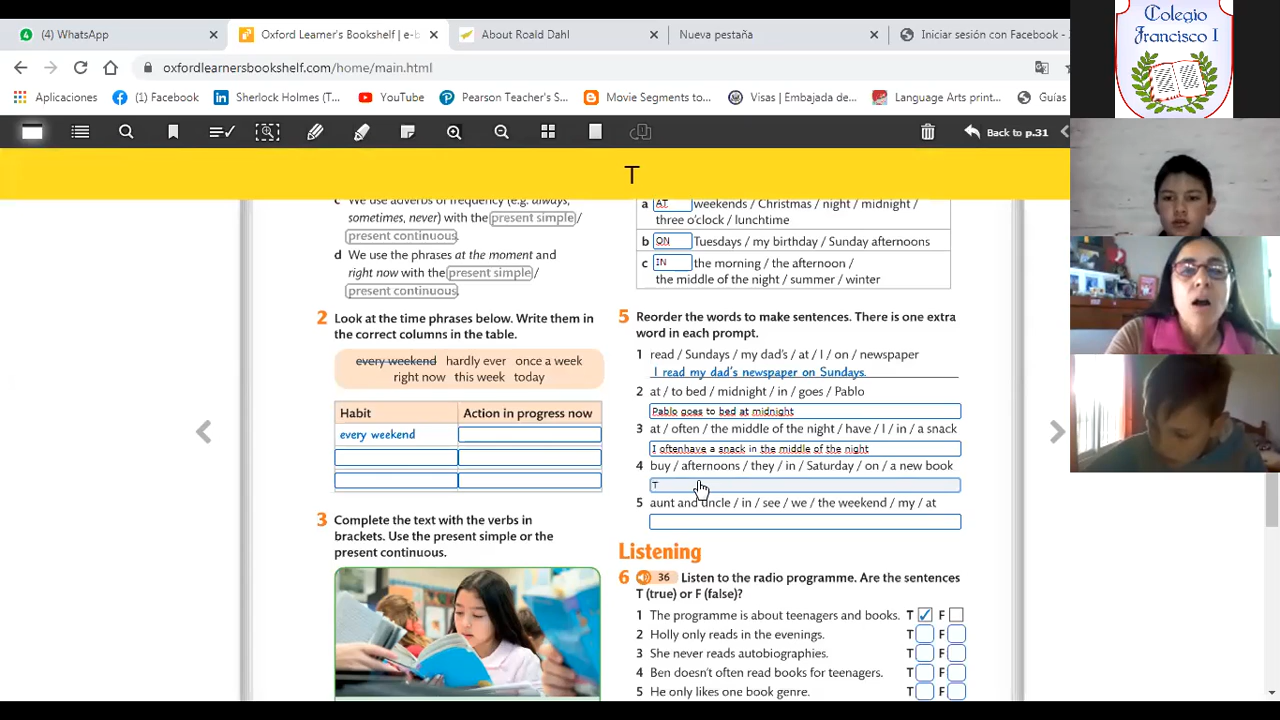 (4) WhatsApp
Oxford Learner's Bookshelf | e-b
About Roald Dahl
Nueva pestaña
Iniciar sesión con Facebook -
oxfordlearnersbookshelf.com/home/main.html
Aplicaciones
(1) Facebook
Sherlock Holmes (T...
YouTube
Pearson Teacher's S...
Movie Segments to...
Visas | Embajada de...
Language Arts print...
Guías
Back to p.31
T
Colegio
Francisco I
c We use adverbs of frequency (e.g. always,
sometimes, never) with the present simple/
present continuous.
d We use the phrases at the moment and
right now with the present simple/
present continuous.
2 Look at the time phrases below. Write them in
the correct columns in the table.
every weekend hardly ever once a week
right now this week today
Habit Action in progress now
every weekend
3 Complete the text with the verbs in
brackets. Use the present simple or the
present continuous.
a AT weekends / Christmas / night / midnight /
three o'clock / lunchtime
b ON Tuesdays / my birthday / Sunday afternoons
c IN the morning / the afternoon /
the middle of the night / summer / winter
5 Reorder the words to make sentences. There is one extra
word in each prompt.
1 read / Sundays / my dad's / at / I / on / newspaper
I read my dad's newspaper on Sundays.
2 at / to bed / midnight / in / goes / Pablo
Pablo goes to bed at midnight
3 at / often / the middle of the night / have / I / in / a snack
I oftenhave a snack in the middle of the night
4 buy / afternoons / they / in / Saturday / on / a new book
T
5 aunt and uncle / in / see / we / the weekend / my / at
Listening
6 36 Listen to the radio programme. Are the sentences
T (true) or F (false)?
1 The programme is about teenagers and books. T ✓ F
2 Holly only reads in the evenings. T F
3 She never reads autobiographies. T F
4 Ben doesn't often read books for teenagers. T F
5 He only likes one book genre. T F